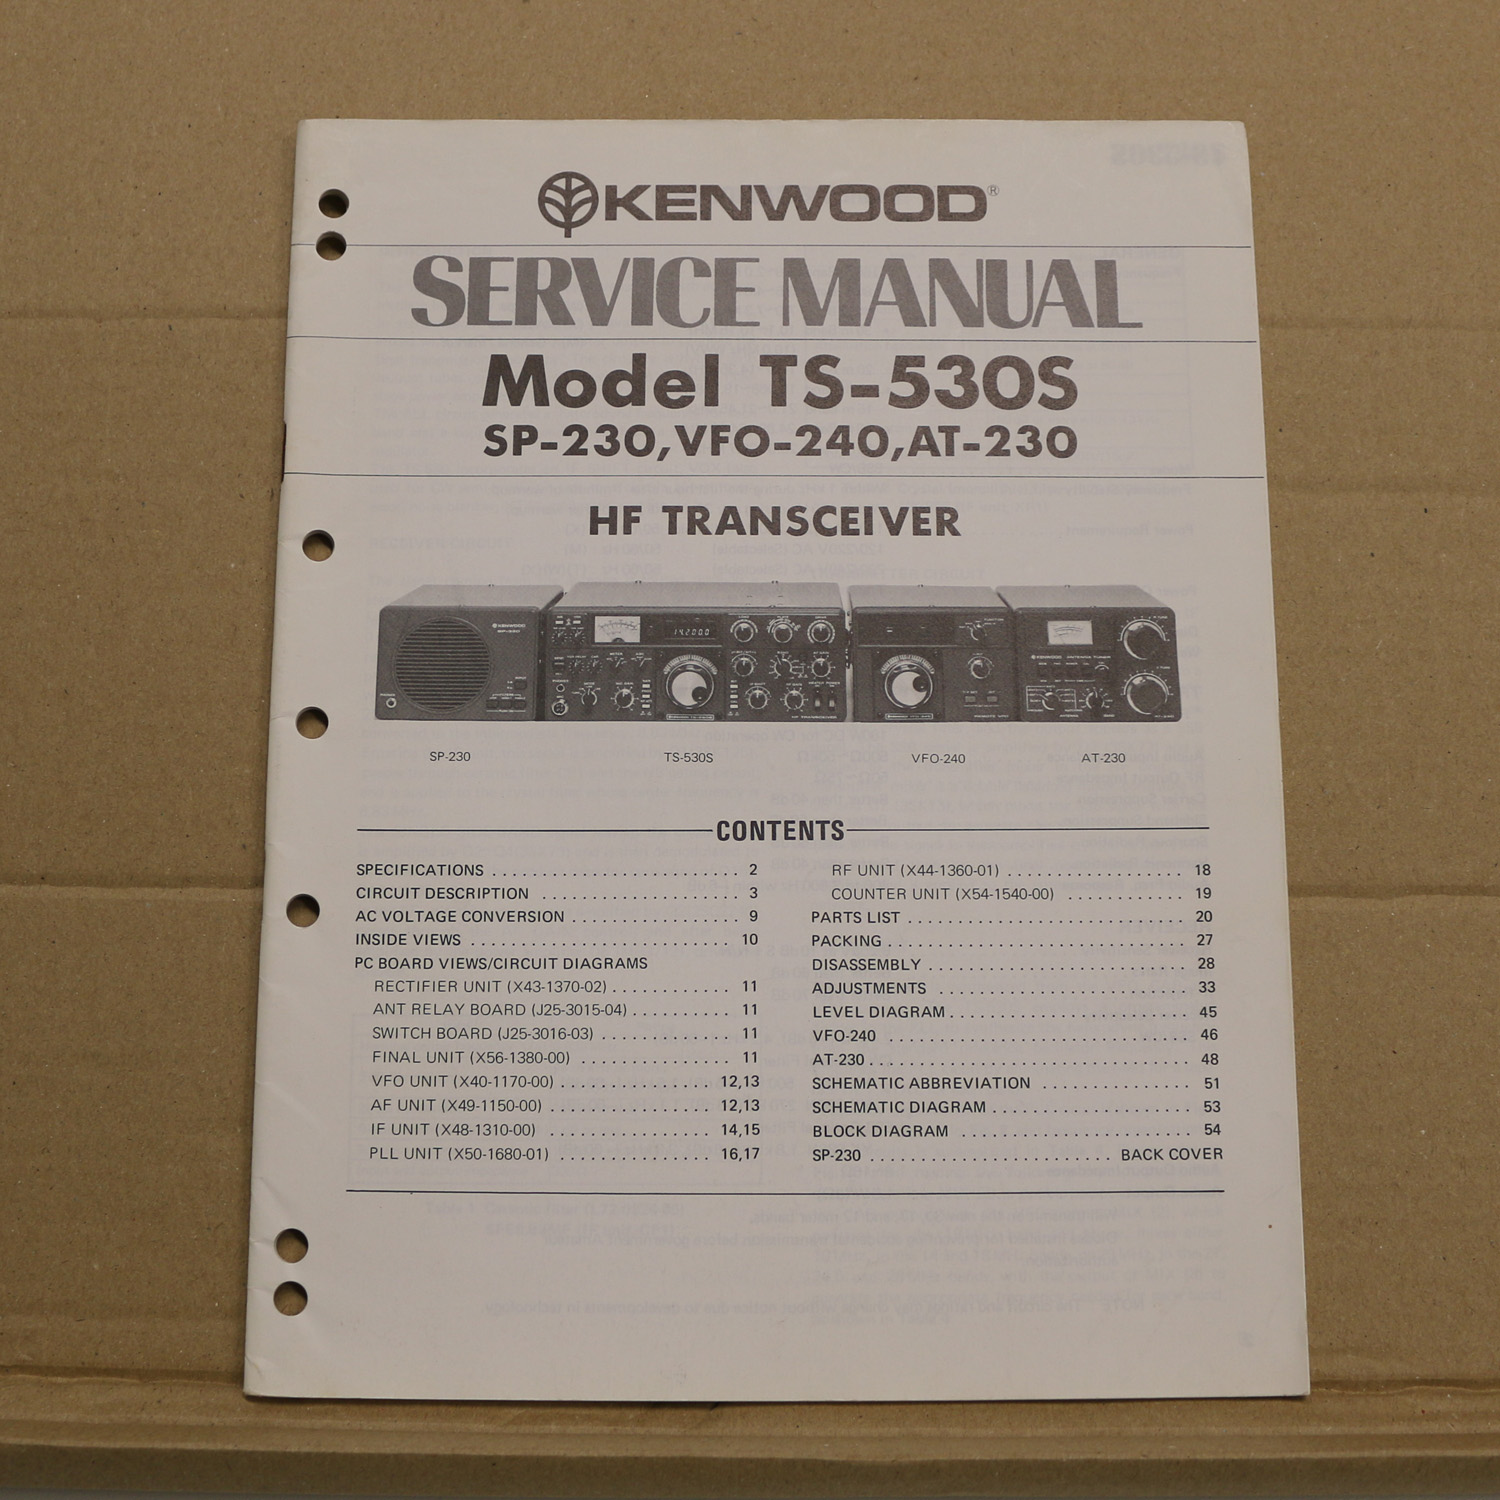 KENWOOD®
SERVICE MANUAL
Model TS-530S
SP-230, VFO-240, AT-230
HF TRANSCEIVER
SP-230
TS-530S
VFO-240
AT-230
CONTENTS
SPECIFICATIONS . . . . . . . . . . . . . . . . . . . . . . . . 2
CIRCUIT DESCRIPTION . . . . . . . . . . . . . . . . . . . . 3
AC VOLTAGE CONVERSION . . . . . . . . . . . . . . . . 9
INSIDE VIEWS . . . . . . . . . . . . . . . . . . . . . . . . . 10
PC BOARD VIEWS/CIRCUIT DIAGRAMS
RECTIFIER UNIT (X43-1370-02) . . . . . . . . . . . . 11
ANT RELAY BOARD (J25-3015-04) . . . . . . . . . . 11
SWITCH BOARD (J25-3016-03) . . . . . . . . . . . . . 11
FINAL UNIT (X56-1380-00) . . . . . . . . . . . . . . . 11
VFO UNIT (X40-1170-00) . . . . . . . . . . . . . . . 12,13
AF UNIT (X49-1150-00) . . . . . . . . . . . . . . . . 12,13
IF UNIT (X48-1310-00) . . . . . . . . . . . . . . . . 14,15
PLL UNIT (X50-1680-01) . . . . . . . . . . . . . . . 16,17
RF UNIT (X44-1360-01) . . . . . . . . . . . . . . . . . 18
COUNTER UNIT (X54-1540-00) . . . . . . . . . . . . 19
PARTS LIST . . . . . . . . . . . . . . . . . . . . . . . . . . . 20
PACKING . . . . . . . . . . . . . . . . . . . . . . . . . . . . . 27
DISASSEMBLY . . . . . . . . . . . . . . . . . . . . . . . . . 28
ADJUSTMENTS . . . . . . . . . . . . . . . . . . . . . . . . 33
LEVEL DIAGRAM . . . . . . . . . . . . . . . . . . . . . . . 45
VFO-240 . . . . . . . . . . . . . . . . . . . . . . . . . . . . . 46
AT-230 . . . . . . . . . . . . . . . . . . . . . . . . . . . . . . . 48
SCHEMATIC ABBREVIATION . . . . . . . . . . . . . . . 51
SCHEMATIC DIAGRAM . . . . . . . . . . . . . . . . . . . . 53
BLOCK DIAGRAM . . . . . . . . . . . . . . . . . . . . . . . 54
SP-230 . . . . . . . . . . . . . . . . . . . . . . . . BACK COVER